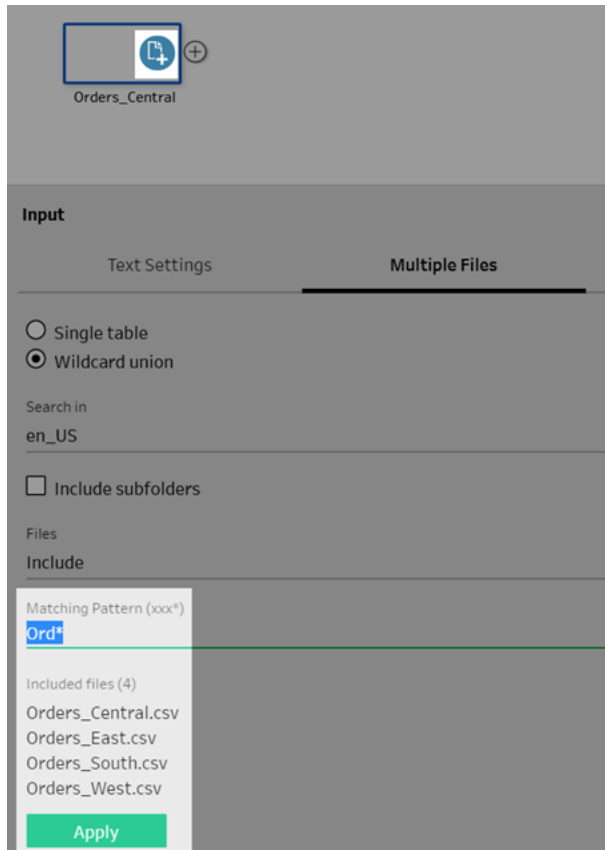 Orders_Central
Input
Text Settings
Multiple Files
Single table
Wildcard union
Search in
en_US
Include subfolders
Files
Include
Matching Pattern (xxx*)
Ord*
Included files (4)
Orders_Central.csv
Orders_East.csv
Orders_South.csv
Orders_West.csv
Apply